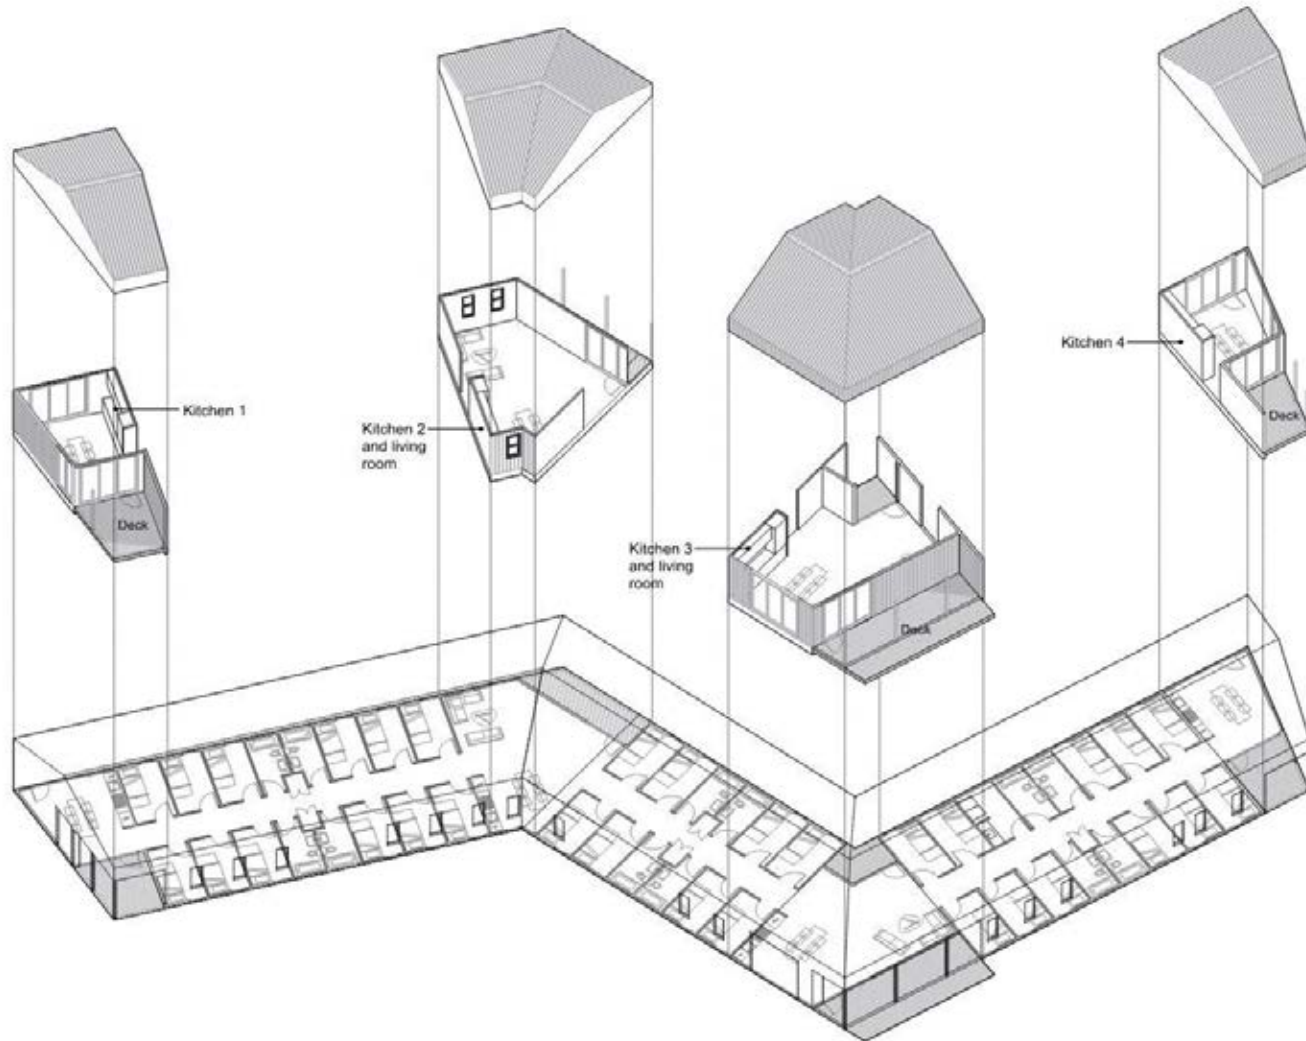 Kitchen 1
Deck
Kitchen 2
and living
room
Kitchen 3
and living
room
Deck
Kitchen 4
Deck